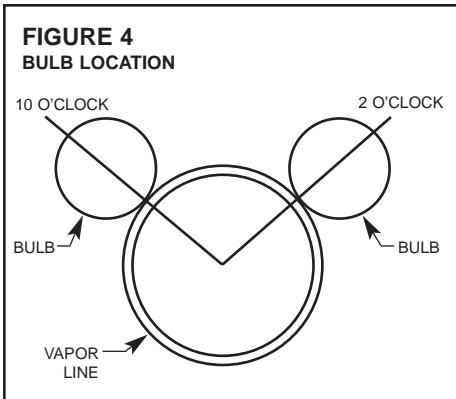 FIGURE 4
BULB LOCATION
10 O’CLOCK
2 O’CLOCK
BULB
BULB
VAPOR
LINE